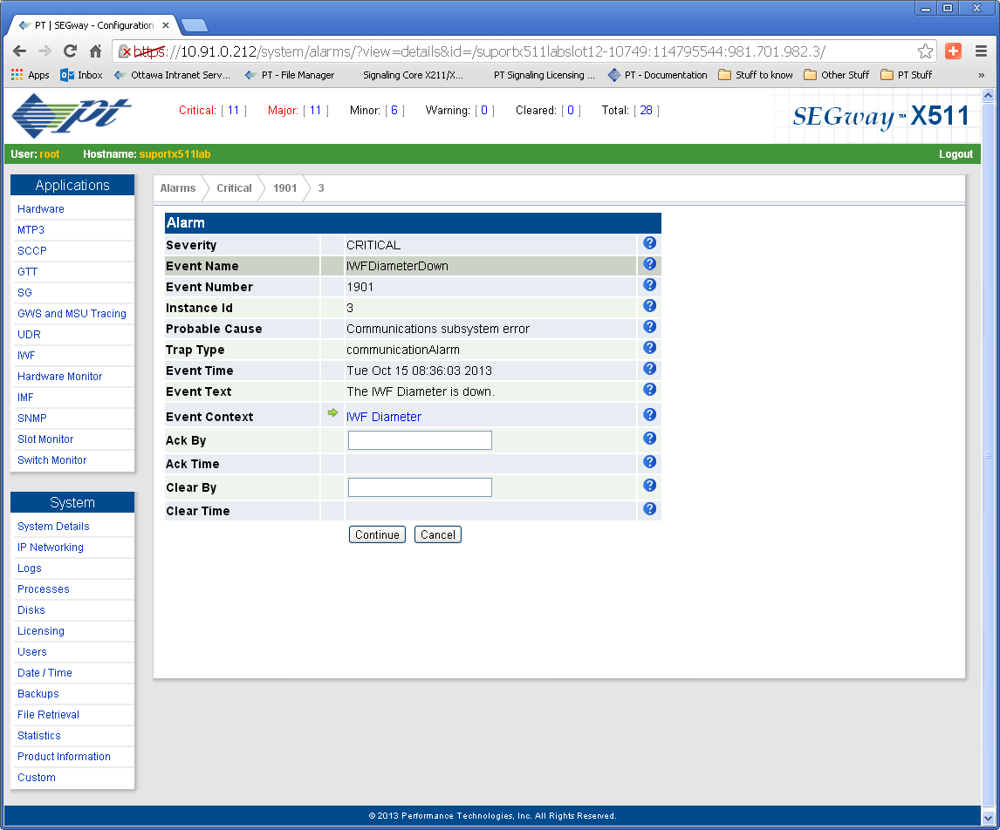 PT | SEGway - Configuration
https://10.91.0.212/system/alarms/?view=details&id=/suportx511labslot12-10749:114795544:981.701.982.3/
Apps Inbox Ottawa Intranet Serv... PT - File Manager Signaling Core X211/X... PT Signaling Licensing ... PT - Documentation Stuff to know Other Stuff PT Stuff »
pt Critical: [ 11 ] Major: [ 11 ] Minor: [ 6 ] Warning: [ 0 ] Cleared: [ 0 ] Total: [ 28 ] SEGway™ X511
User: root Hostname: suportx511lab Logout
Applications
Hardware
MTP3
SCCP
GTT
SG
GWS and MSU Tracing
UDR
IWF
Hardware Monitor
IMF
SNMP
Slot Monitor
Switch Monitor
System
System Details
IP Networking
Logs
Processes
Disks
Licensing
Users
Date / Time
Backups
File Retrieval
Statistics
Product Information
Custom
Alarms Critical 1901 3
Alarm
Severity CRITICAL ?
Event Name IWFDiameterDown ?
Event Number 1901 ?
Instance Id 3 ?
Probable Cause Communications subsystem error ?
Trap Type communicationAlarm ?
Event Time Tue Oct 15 08:36:03 2013 ?
Event Text The IWF Diameter is down. ?
Event Context IWF Diameter ?
Ack By ?
Ack Time ?
Clear By ?
Clear Time ?
Continue Cancel
© 2013 Performance Technologies, Inc. All Rights Reserved.